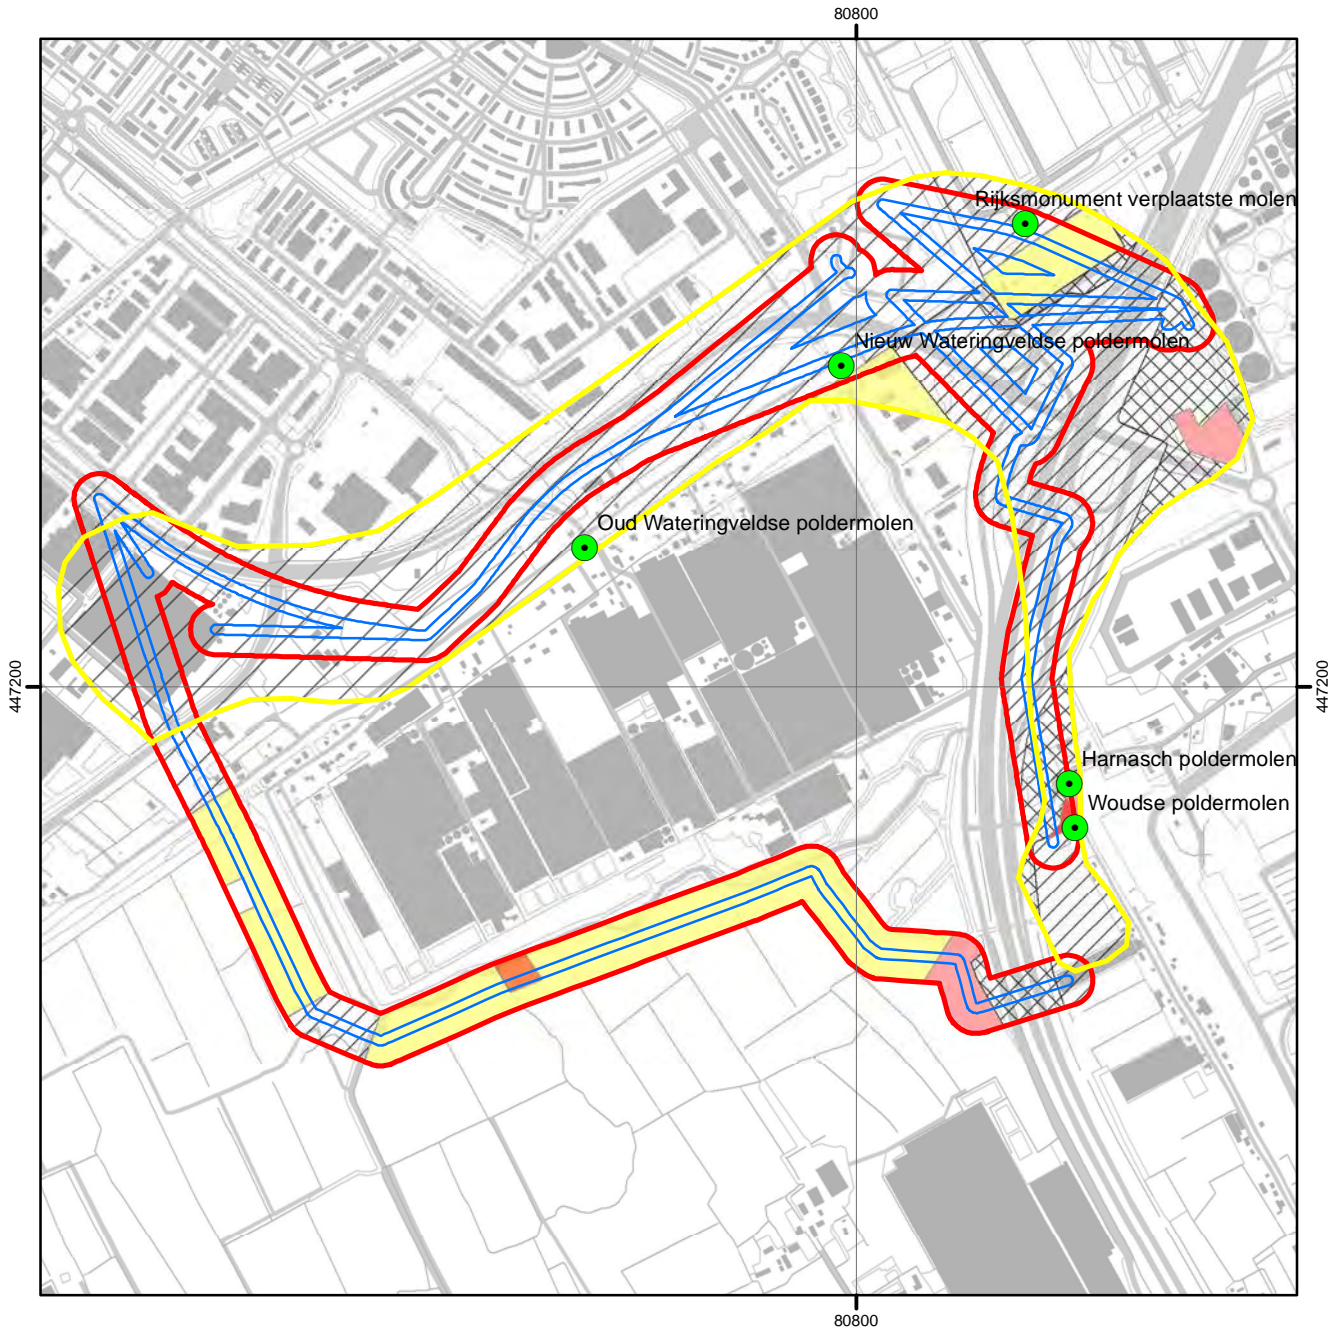 80800
Rijksmonument verplaatste molen
Nieuw Wateringveldse poldermolen
Oud Wateringveldse poldermolen
447200
447200
Harnasch poldermolen
Woudse poldermolen
80800